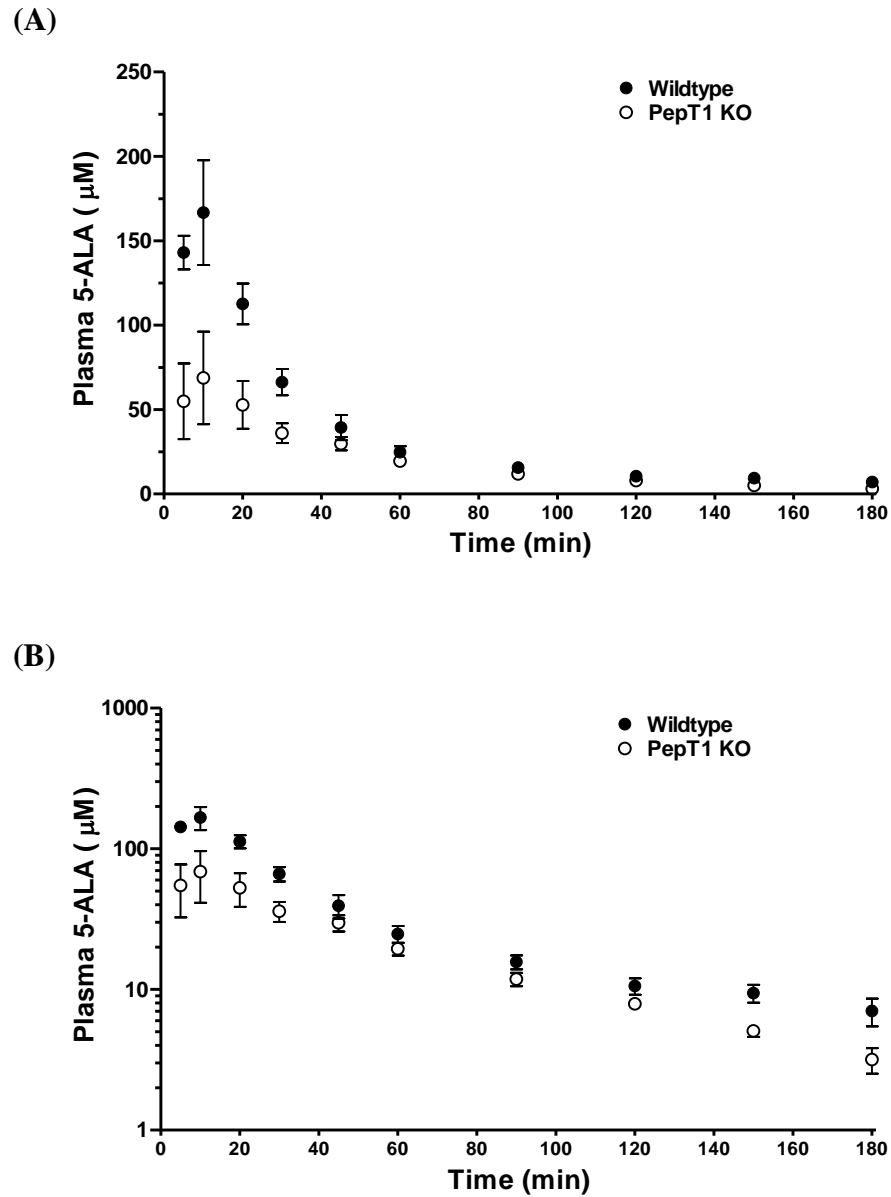 (A)
250
200
150
100
50
0
Plasma 5-ALA ( μM)
Wildtype
PepT1 KO
0 20 40 60 80 100 120 140 160 180
Time (min)
(B)
1000
100
10
1
Plasma 5-ALA ( μM)
Wildtype
PepT1 KO
0 20 40 60 80 100 120 140 160 180
Time (min)